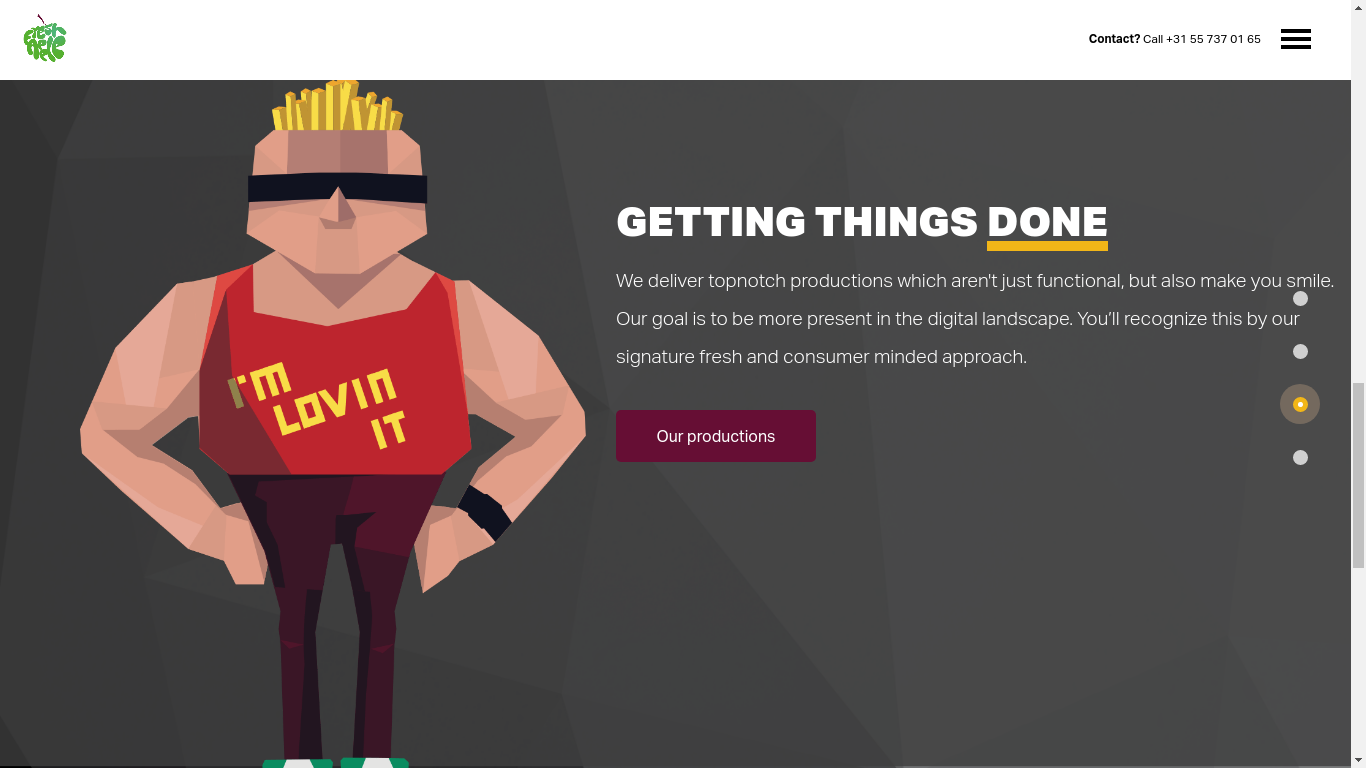 Fresh Apple
Contact? Call +31 55 737 01 65
GETTING THINGS DONE
We deliver topnotch productions which aren't just functional, but also make you smile.
Our goal is to be more present in the digital landscape. You’ll recognize this by our
signature fresh and consumer minded approach.
I'M
LOVIN
IT
Our productions